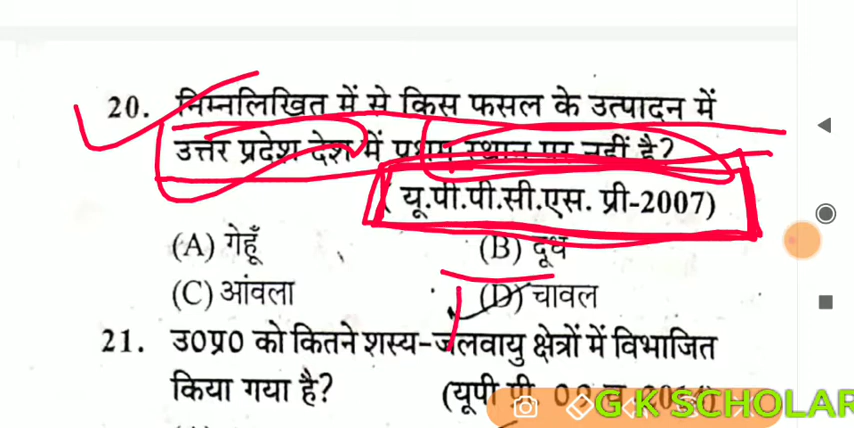 20. निम्नलिखित में से किस फसल के उत्पादन में
उत्तर प्रदेश देश में प्रथम स्थान पर नहीं है?
(यू.पी.पी.सी.एस. प्री-2007)
(A) गेहूँ (B) दूध
(C) आंवला (D) चावल
21. उ0प्र0 को कितने शस्य-जलवायु क्षेत्रों में विभाजित
किया गया है? (यूपी
G K SCHOLAR